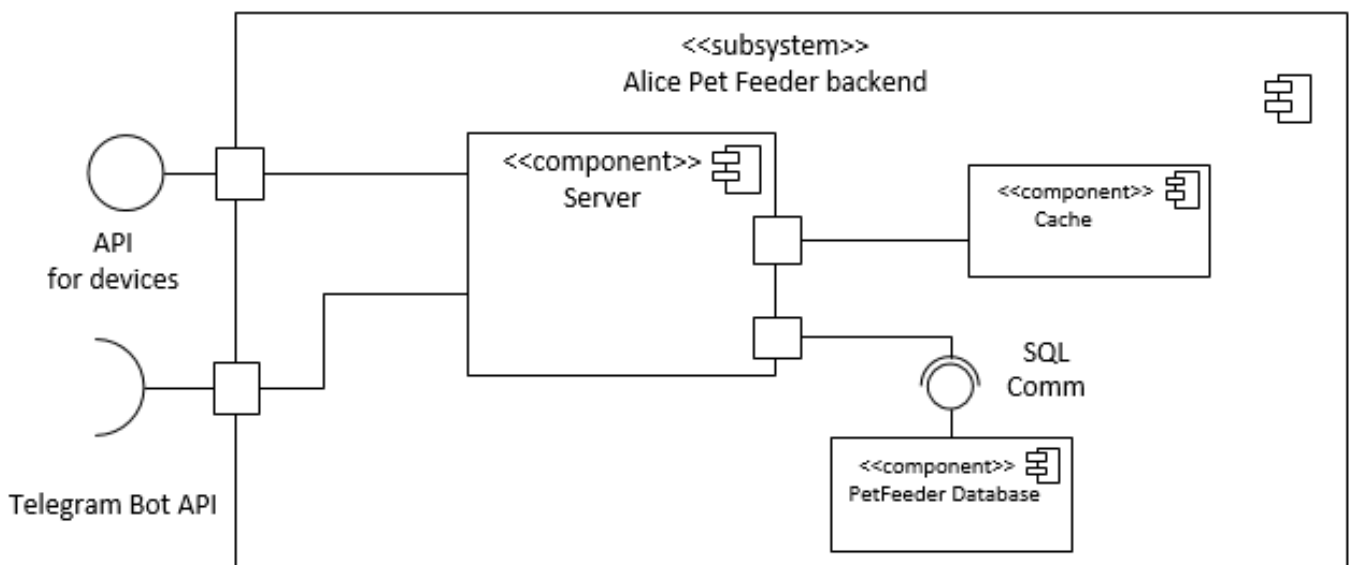 <<subsystem>>
Alice Pet Feeder backend
<<component>>
Server
<<component>>
Cache
API
for devices
SQL
Comm
<<component>>
PetFeeder Database
Telegram Bot API